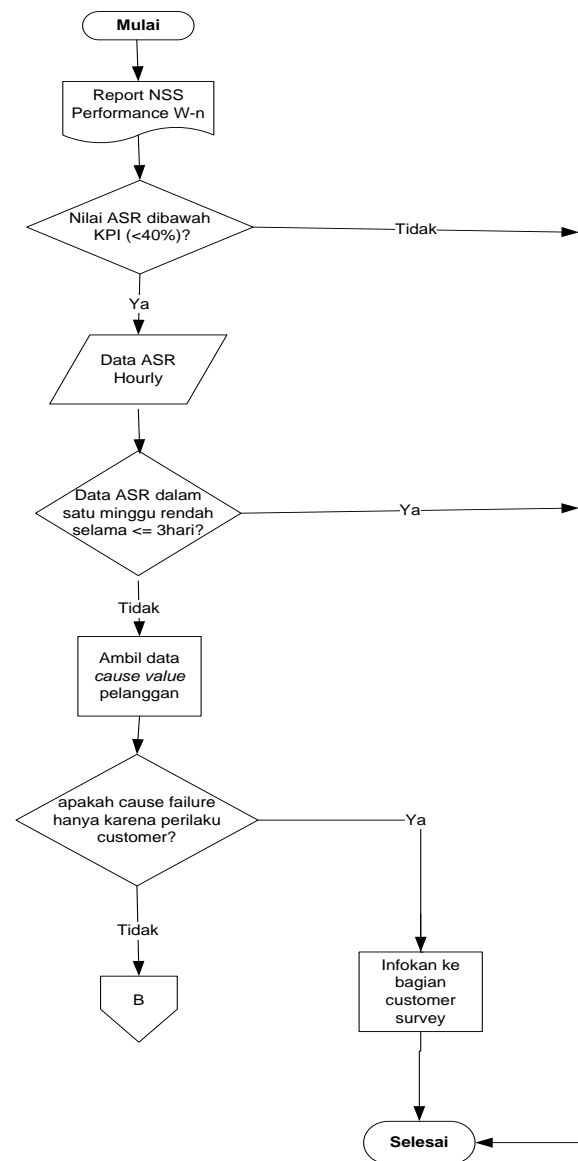 Mulai
Report NSS
Performance W-n
Nilai ASR dibawah
KPI (<40%)?
Tidak
Ya
Data ASR
Hourly
Data ASR dalam
satu minggu rendah
selama <= 3hari?
Ya
Tidak
Ambil data
cause value
pelanggan
apakah cause failure
hanya karena perilaku
customer?
Ya
Tidak
B
Infokan ke
bagian
customer
survey
Selesai